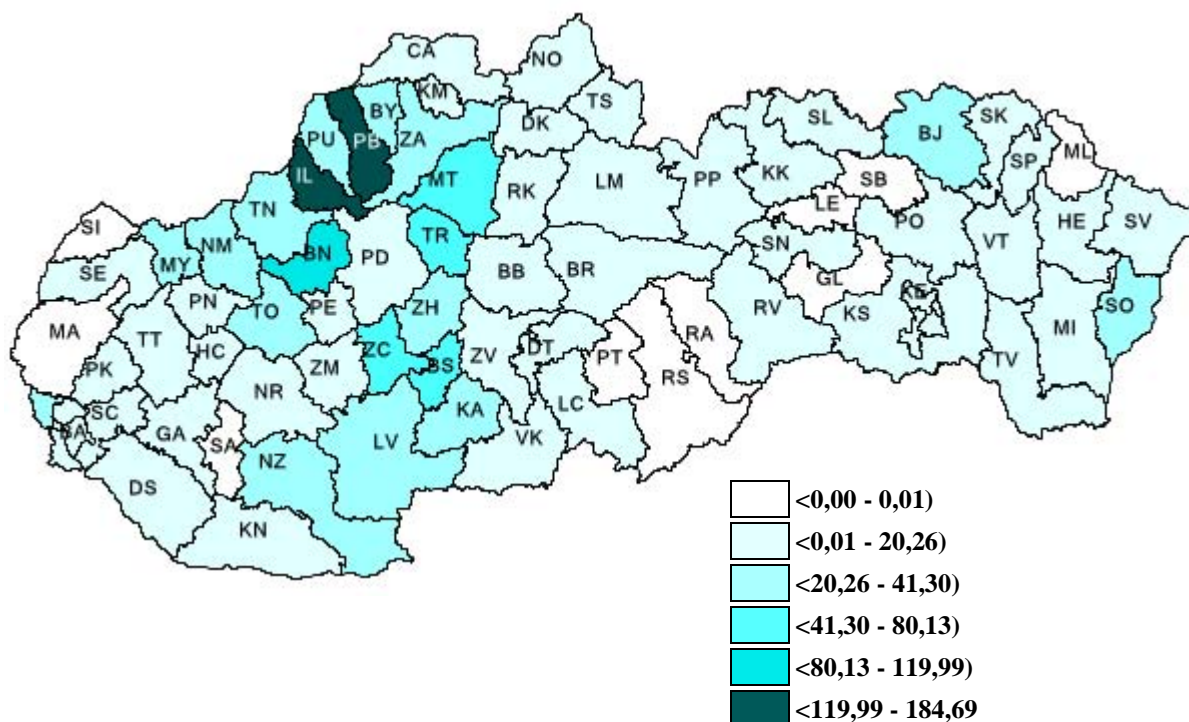 CA
NO
KM
TS
BY
PU
PB
ZA
DK
SL
BJ
SK
SP
ML
IL
MT
RK
LM
PP
KK
SB
LE
PO
HE
SV
SI
TN
NM
TR
SN
VT
SE
MY
BN
PD
BB
BR
GL
KE
SO
MA
PN
TO
PE
ZH
RV
KS
MI
TT
HC
ZC
BS
ZV
DT
PT
RA
TV
PK
ZM
RS
SC
NR
KA
LC
BA
GA
SA
NZ
LV
VK
DS
KN
<0,00 - 0,01)
<0,01 - 20,26)
<20,26 - 41,30)
<41,30 - 80,13)
<80,13 - 119,99)
<119,99 - 184,69